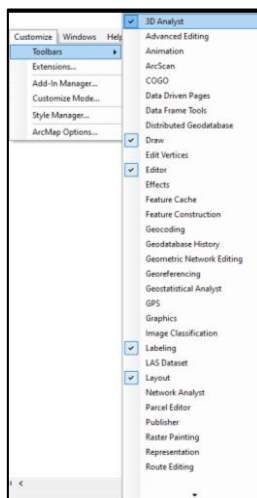 Customize Windows Help
Toolbars
Extensions...
Add-In Manager...
Customize Mode...
Style Manager...
ArcMap Options...
3D Analyst
Advanced Editing
Animation
ArcScan
COGO
Data Driven Pages
Data Frame Tools
Distributed Geodatabase
Draw
Edit Vertices
Editor
Effects
Feature Cache
Feature Construction
Geocoding
Geodatabase History
Geometric Network Editing
Georeferencing
Geostatistical Analyst
GPS
Graphics
Image Classification
Labeling
LAS Dataset
Layout
Network Analyst
Parcel Editor
Publisher
Raster Painting
Representation
Route Editing